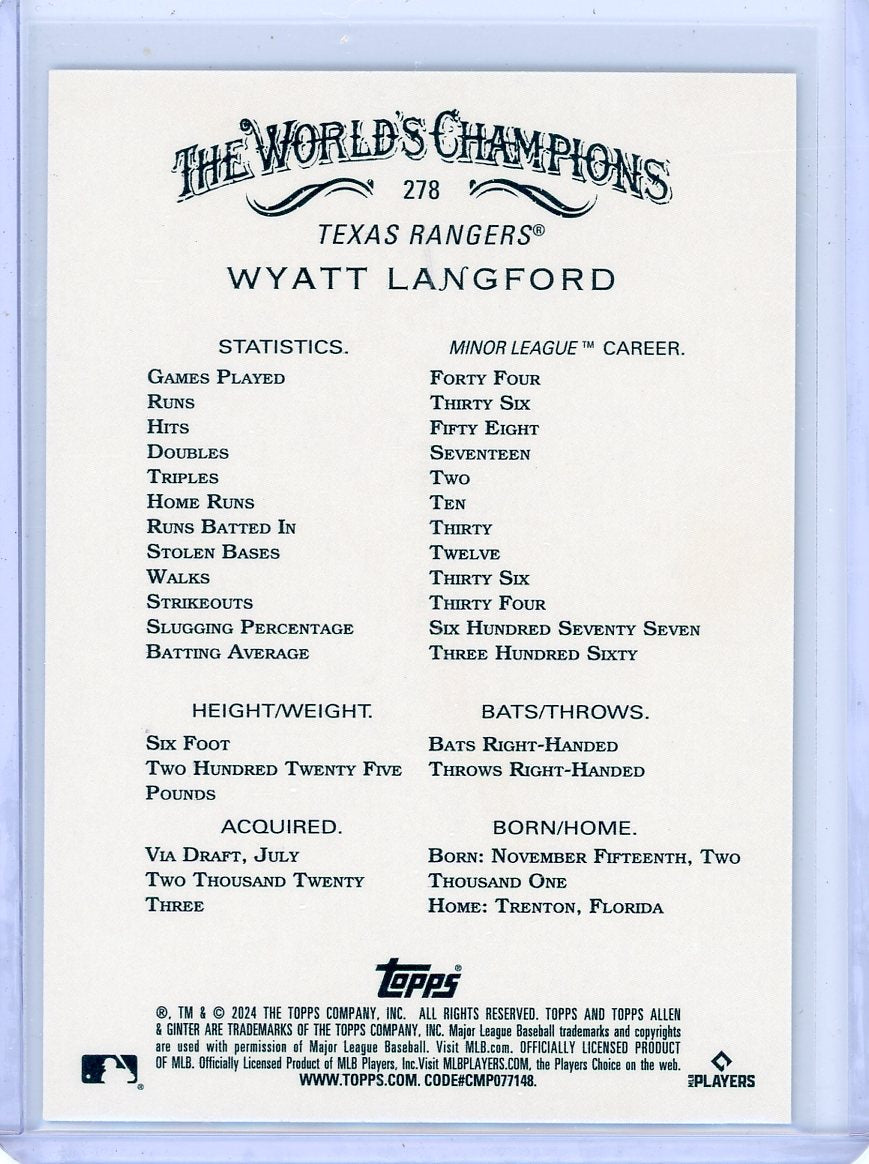 THE WORLD'S CHAMPIONS
278
TEXAS RANGERS®
WYATT LANGFORD
STATISTICS. MINOR LEAGUE™ CAREER.
GAMES PLAYED FORTY FOUR
RUNS THIRTY SIX
HITS FIFTY EIGHT
DOUBLES SEVENTEEN
TRIPLES TWO
HOME RUNS TEN
RUNS BATTED IN THIRTY
STOLEN BASES TWELVE
WALKS THIRTY SIX
STRIKEOUTS THIRTY FOUR
SLUGGING PERCENTAGE SIX HUNDRED SEVENTY SEVEN
BATTING AVERAGE THREE HUNDRED SIXTY
HEIGHT/WEIGHT.
SIX FOOT
TWO HUNDRED TWENTY FIVE
POUNDS
BATS/THROWS.
BATS RIGHT-HANDED
THROWS RIGHT-HANDED
ACQUIRED.
VIA DRAFT, JULY
TWO THOUSAND TWENTY
THREE
BORN/HOME.
BORN: NOVEMBER FIFTEENTH, TWO
THOUSAND ONE
HOME: TRENTON, FLORIDA
topps®
®, TM & © 2024 THE TOPPS COMPANY, INC. ALL RIGHTS RESERVED. TOPPS AND TOPPS ALLEN
& GINTER ARE TRADEMARKS OF THE TOPPS COMPANY, INC. Major League Baseball trademarks and copyrights
are used with permission of Major League Baseball. Visit MLB.com. OFFICIALLY LICENSED PRODUCT
OF MLB. Officially Licensed Product of MLB Players, Inc.Visit MLBPLAYERS.COM, the Players Choice on the web.
WWW.TOPPS.COM. CODE#CMP077148.
®
MLB PLAYERS